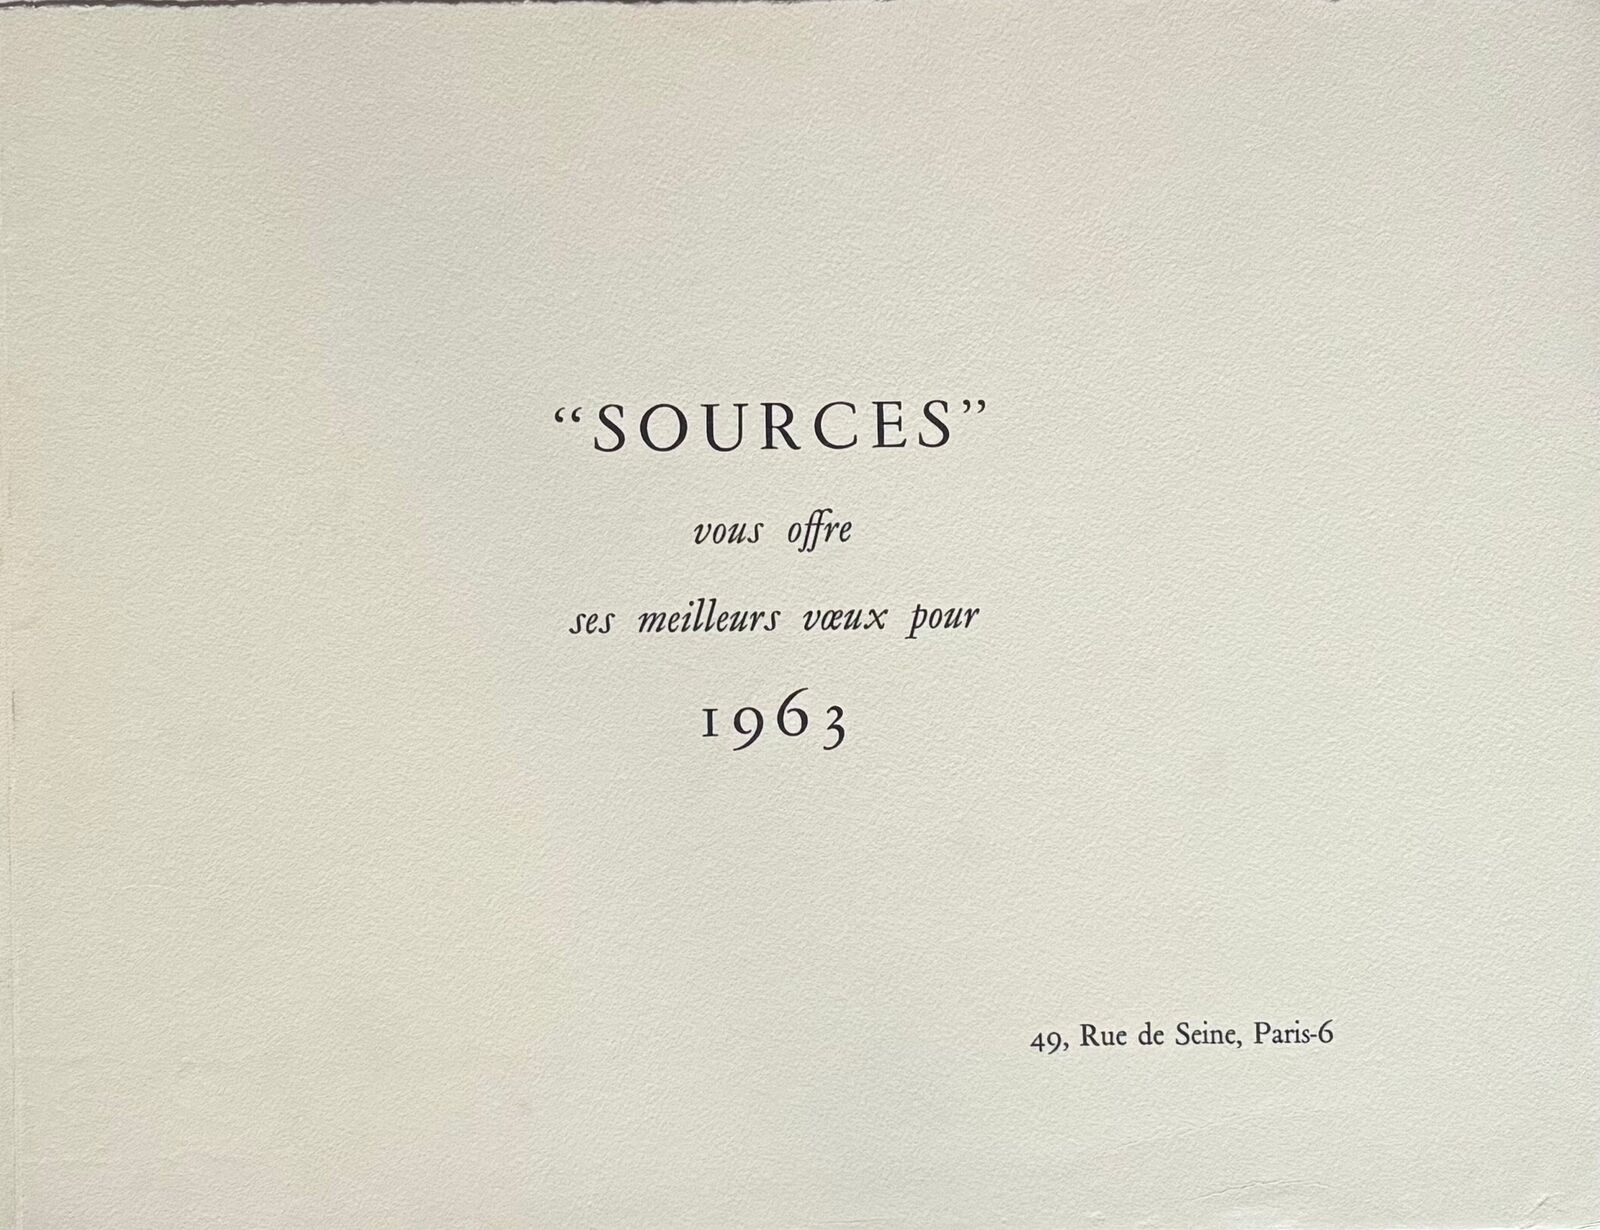 “SOURCES”
vous offre
ses meilleurs vœux pour
1963
49, Rue de Seine, Paris-6